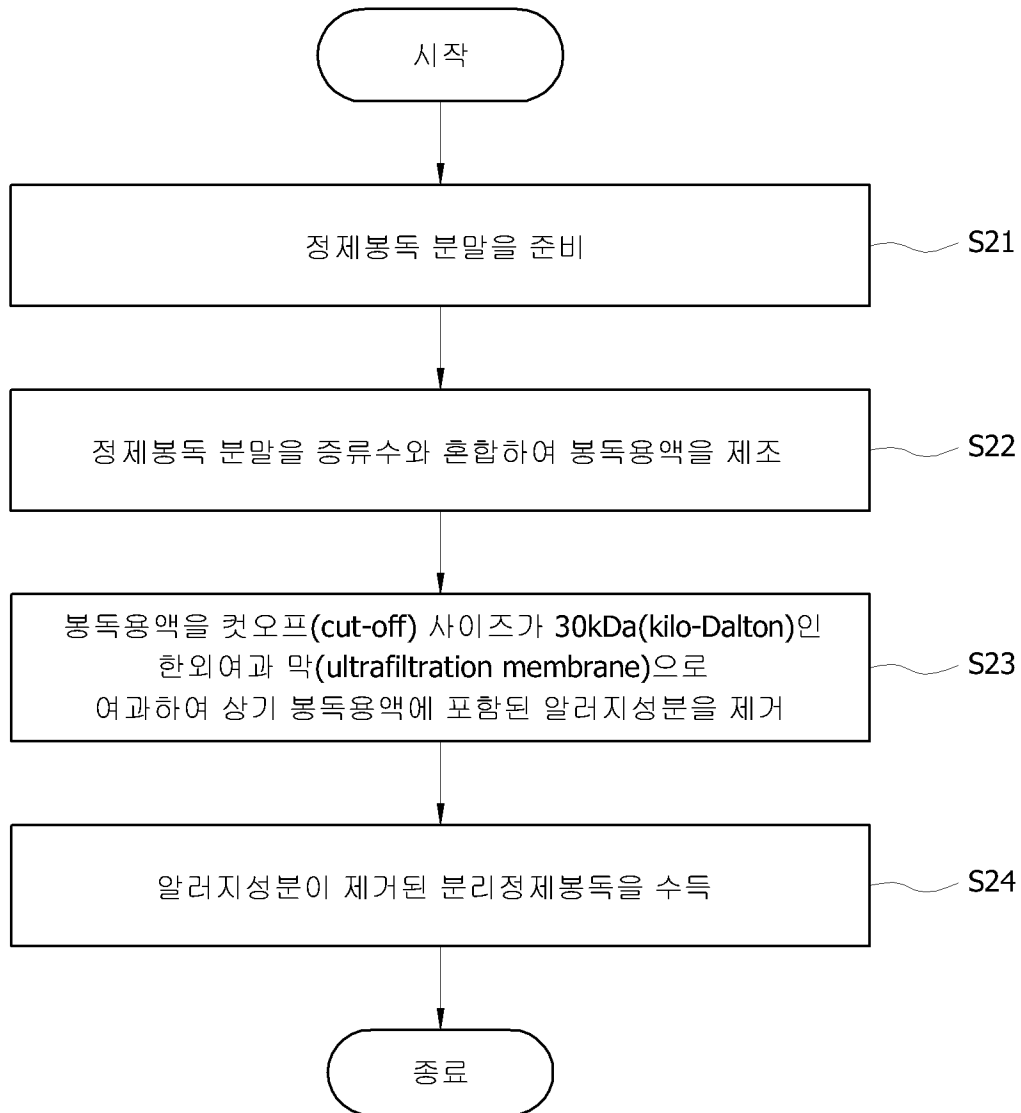 시작
정제봉독 분말을 준비
S21
정제봉독 분말을 증류수와 혼합하여 봉독용액을 제조
S22
봉독용액을 컷오프(cut-off) 사이즈가 30kDa(kilo-Dalton)인
한외여과 막(ultrafiltration membrane)으로
여과하여 상기 봉독용액에 포함된 알러지성분을 제거
S23
알러지성분이 제거된 분리정제봉독을 수득
S24
종료